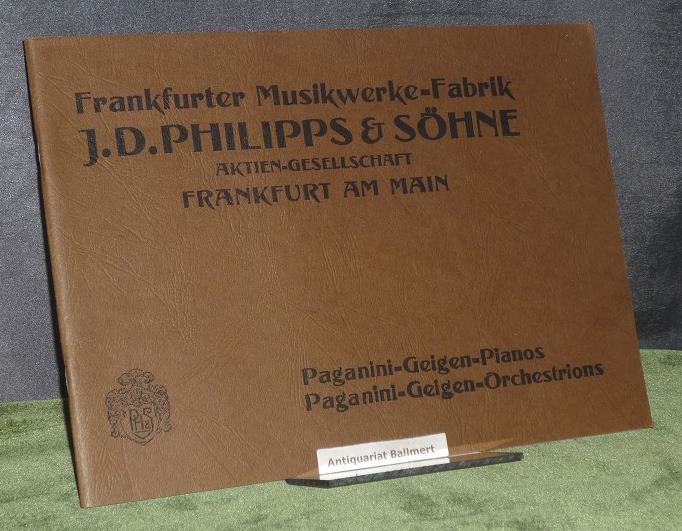 Frankfurter Musikwerke-Fabrik
J.D.PHILIPPS & SÖHNE
AKTIEN-GESELLSCHAFT
FRANKFURT AM MAIN
Paganini-Geigen-Pianos
Paganini-Geigen-Orchestrions
Antiquariat Ballmert